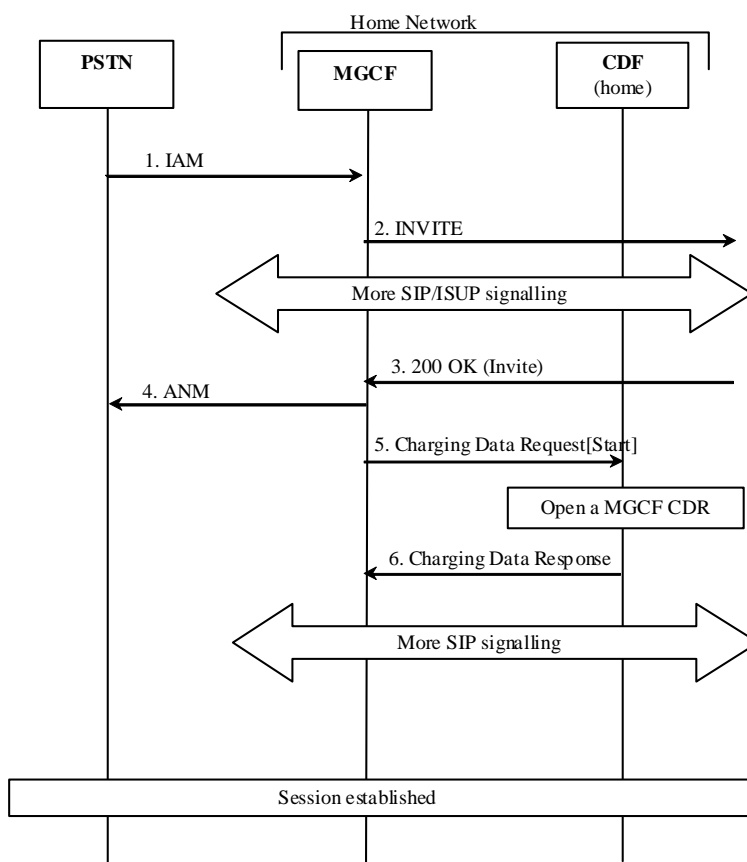 Home Network
PSTN
MGCF
CDF
(home)
1. IAM
2. INVITE
More SIP/ISUP signalling
3. 200 OK (Invite)
4. ANM
5. Charging Data Request[Start]
Open a MGCF CDR
6. Charging Data Response
More SIP signalling
Session established